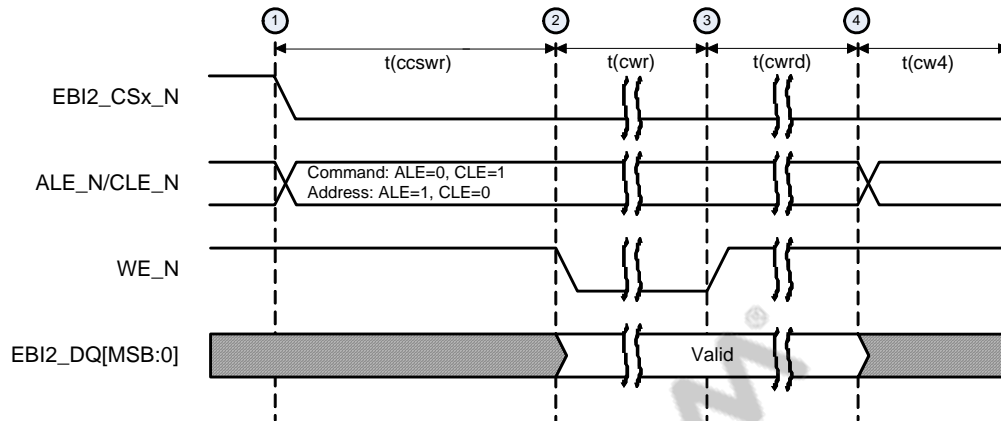 1 2 3 4
t(ccswr) t(cwr) t(cwrd) t(cw4)
EBI2_CSx_N
ALE_N/CLE_N
Command: ALE=0, CLE=1
Address: ALE=1, CLE=0
WE_N
EBI2_DQ[MSB:0]
Valid